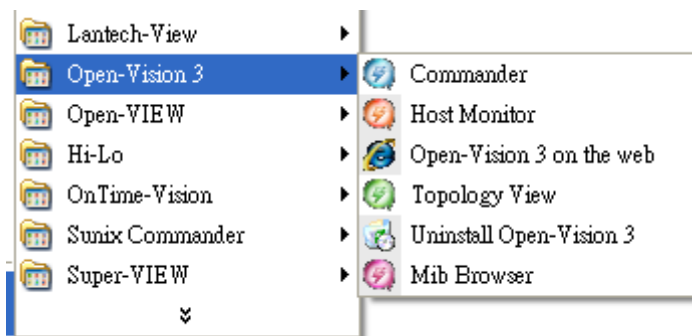 Lantech-View
Open-Vision 3
Open-VIEW
Hi-Lo
OnTime-Vision
Sunix Commander
Super-VIEW
Commander
Host Monitor
Open-Vision 3 on the web
Topology View
Uninstall Open-Vision 3
Mib Browser